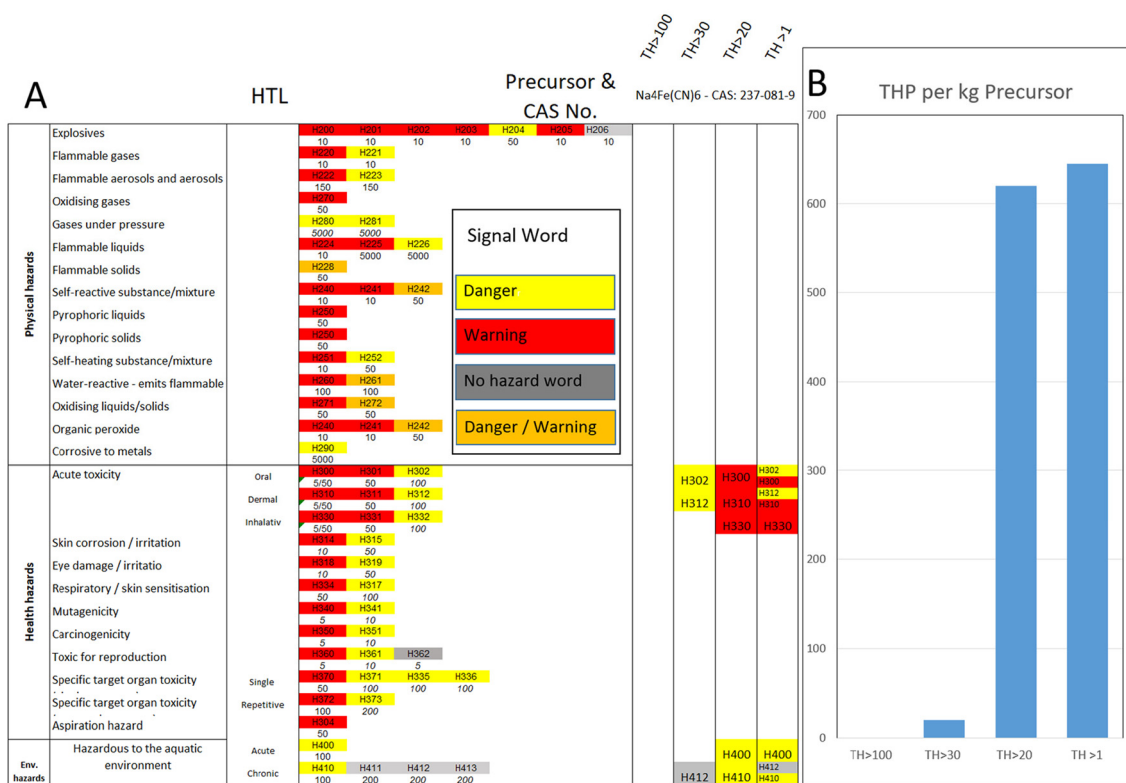 TH>100 TH>30 TH>20 TH >1
A HTL Precursor & CAS No. Na4Fe(CN)6 - CAS: 237-081-9
Physical hazards
Explosives H200 H201 H202 H203 H204 H205 H206
10 10 10 10 50 10 10
Flammable gases H220 H221
10 10
Flammable aerosols and aerosols H222 H223
150 150
Oxidising gases H270
50
Gases under pressure H280 H281
5000 5000
Flammable liquids H224 H225 H226
10 5000 5000
Flammable solids H228
50
Self-reactive substance/mixture H240 H241 H242
10 10 50
Pyrophoric liquids H250
50
Pyrophoric solids H250
50
Self-heating substance/mixture H251 H252
10 50
Water-reactive - emits flammable H260 H261
100 100
Oxidising liquids/solids H271 H272
50 50
Organic peroxide H240 H241 H242
10 10 50
Corrosive to metals H290
5000
Signal Word
Danger
Warning
No hazard word
Danger / Warning
Health hazards
Acute toxicity Oral H300 H301 H302
5/50 50 100
Dermal H310 H311 H312
5/50 50 100
Inhalativ H330 H331 H332
5/50 50 100
H302 H300 H302
H300
H312 H310 H312
H310
H330 H330
Skin corrosion / irritation H314 H315
10 50
Eye damage / irritatio H318 H319
10 50
Respiratory / skin sensitisation H334 H317
50 100
Mutagenicity H340 H341
5 10
Carcinogenicity H350 H351
5 10
Toxic for reproduction H360 H361 H362
5 10 5
Specific target organ toxicity Single H370 H371 H335 H336
50 100 100 100
Specific target organ toxicity Repetitive H372 H373
100 200
Aspiration hazard H304
50
Env. hazards
Hazardous to the aquatic environment
Acute H400
100
Chronic H410 H411 H412 H413
100 200 200 200
H400 H400
H412 H410 H412
H410
B THP per kg Precursor
700
600
500
400
300
200
100
0
TH>100 TH>30 TH>20 TH >1